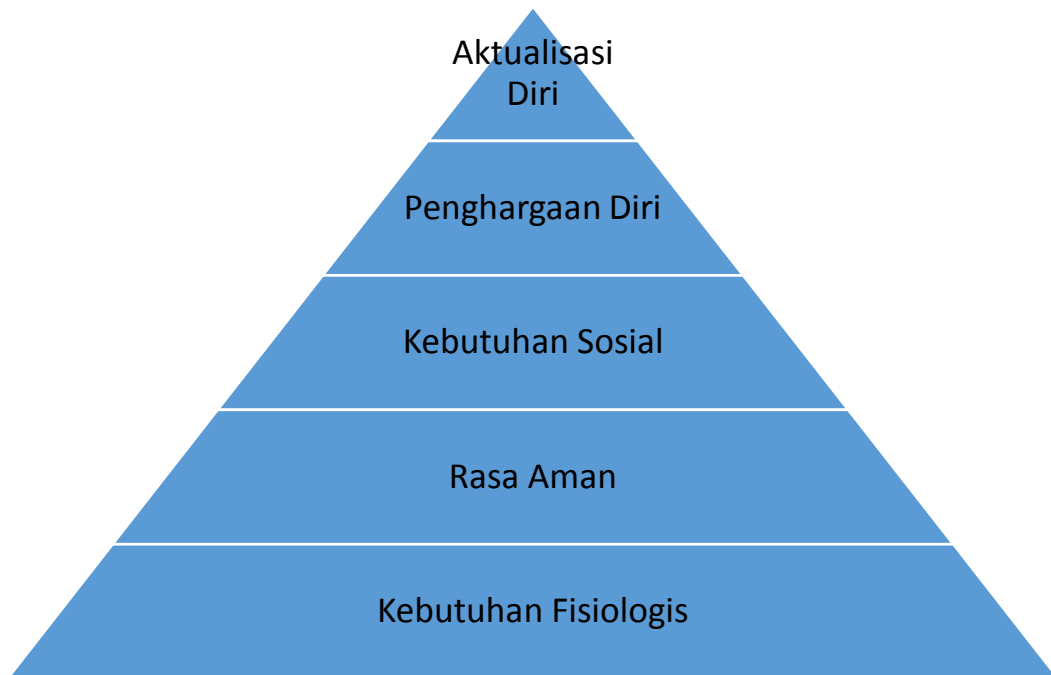 Aktualisasi
Diri
Penghargaan Diri
Kebutuhan Sosial
Rasa Aman
Kebutuhan Fisiologis